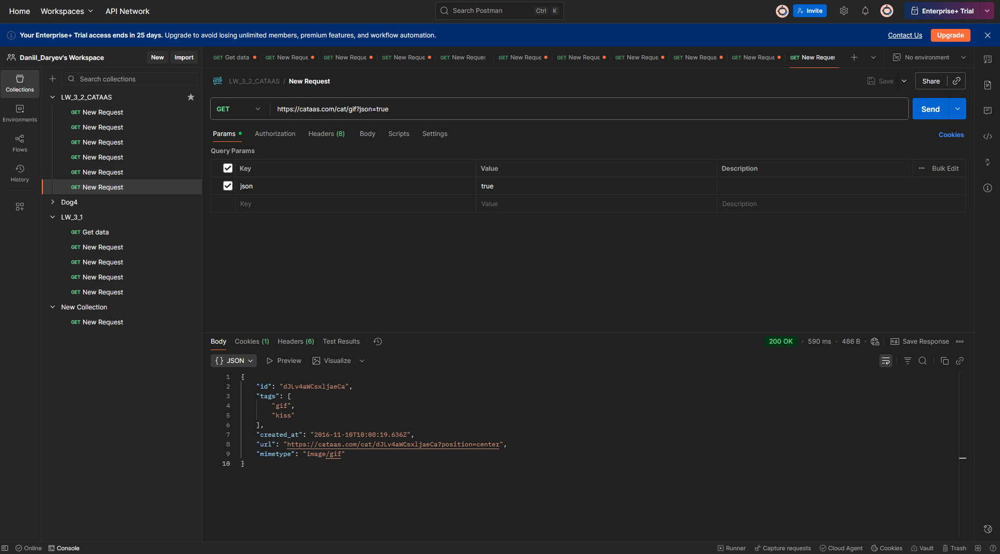 Home Workspaces API Network Search Postman Ctrl K Invite Enterprise+ Trial
Your Enterprise+ Trial access ends in 25 days. Upgrade to avoid losing unlimited members, premium features, and workflow automation. Contact Us Upgrade
Daniil_Daryev's Workspace New Import
GET Get data GET New Reque GET New Reque GET New Reque GET New Reques GET New Reque GET New Reque GET New Reque GET New Reque GET New Reque GET New Reques No environment
Collections
Environments
Flows
History
Search collections
LW_3_2_CATAAS
GET New Request
GET New Request
GET New Request
GET New Request
GET New Request
GET New Request
Dog4
LW_3_1
GET Get data
GET New Request
GET New Request
GET New Request
GET New Request
New Collection
GET New Request
HTTP LW_3_2_CATAAS / New Request Save Share
GET https://cataas.com/cat/gif?json=true Send
Params Authorization Headers (8) Body Scripts Settings Cookies
Query Params
Key Value Description Bulk Edit
json true
Key Value Description
Body Cookies (1) Headers (6) Test Results 200 OK 590 ms 486 B e.g. Save Response
{} JSON Preview Visualize
1 {
2 "id": "dJLv4aWCsxljaeCa",
3 "tags": [
4 "gif",
5 "kiss"
6 ],
7 "created_at": "2016-11-10T10:08:19.636Z",
8 "url": "https://cataas.com/cat/dJLv4aWCsxljaeCa?position=center",
9 "mimetype": "image/gif"
10 }
Online Console Runner Capture requests Cloud Agent Cookies Vault Trash